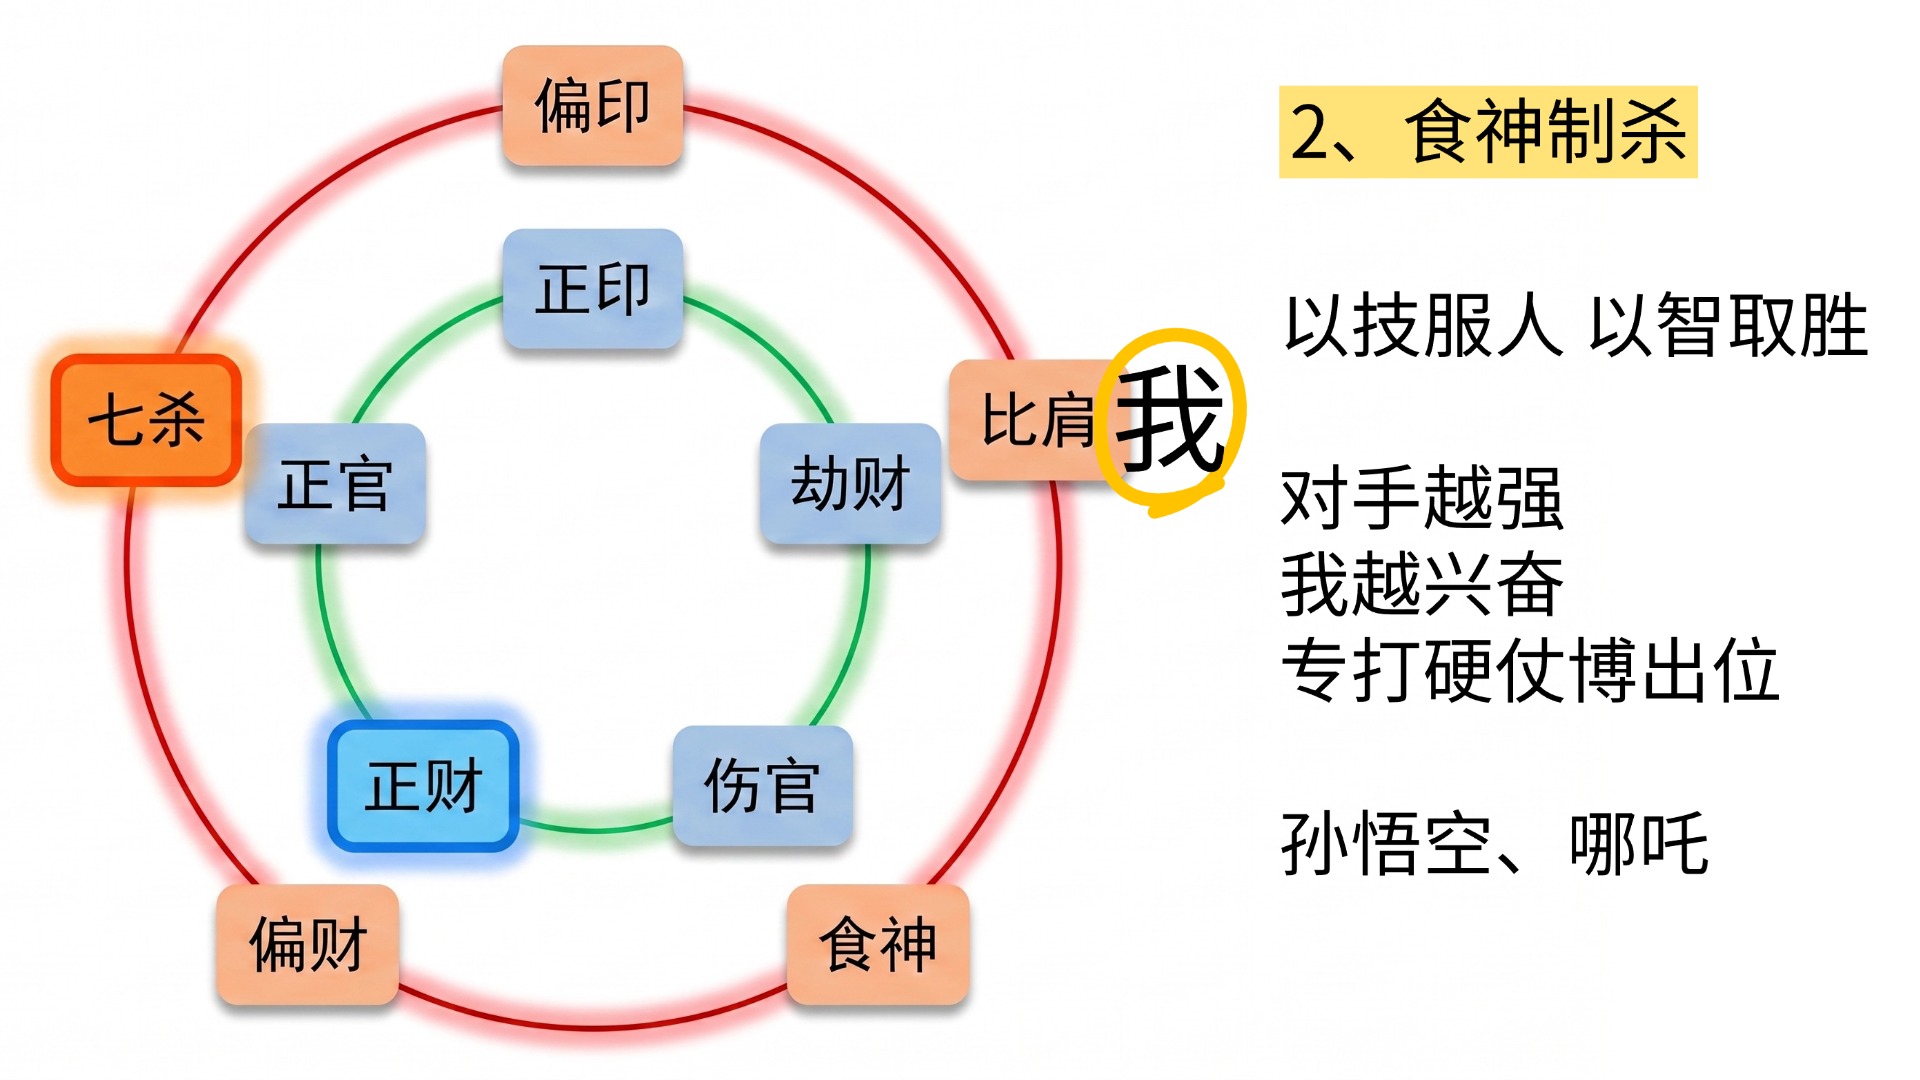 偏印
正印
七杀
正官
劫财
比肩
我
正财
伤官
偏财
食神
2、食神制杀
以技服人 以智取胜
对手越强
我越兴奋
专打硬仗博出位
孙悟空、哪吒